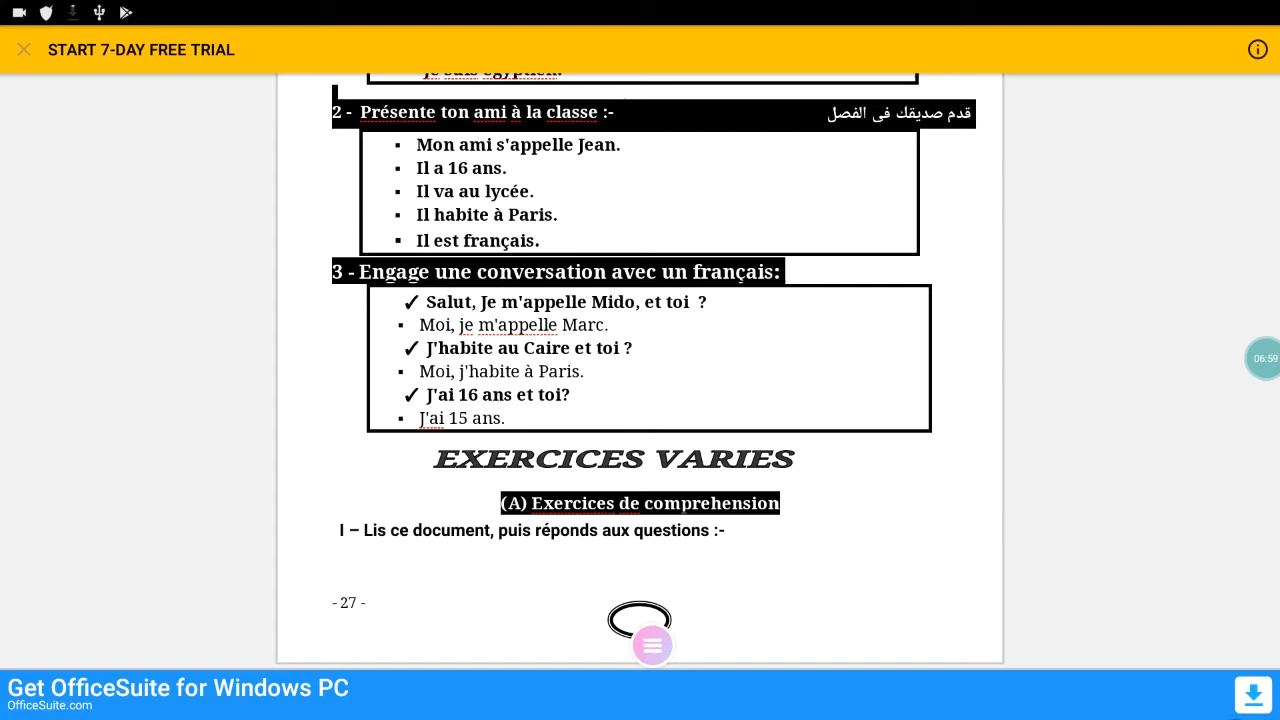 START 7-DAY FREE TRIAL
Je suis égyptien.
2 - Présente ton ami à la classe :- قدم صديقك فى الفصل
▪ Mon ami s'appelle Jean.
▪ Il a 16 ans.
▪ Il va au lycée.
▪ Il habite à Paris.
▪ Il est français.
3 - Engage une conversation avec un français:
✓ Salut, Je m'appelle Mido, et toi ?
▪ Moi, je m'appelle Marc.
✓ J'habite au Caire et toi ?
▪ Moi, j'habite à Paris.
✓ J'ai 16 ans et toi?
▪ J'ai 15 ans.
EXERCICES VARIES
(A) Exercices de comprehension
I – Lis ce document, puis réponds aux questions :-
- 27 -
06:59
Get OfficeSuite for Windows PC
OfficeSuite.com